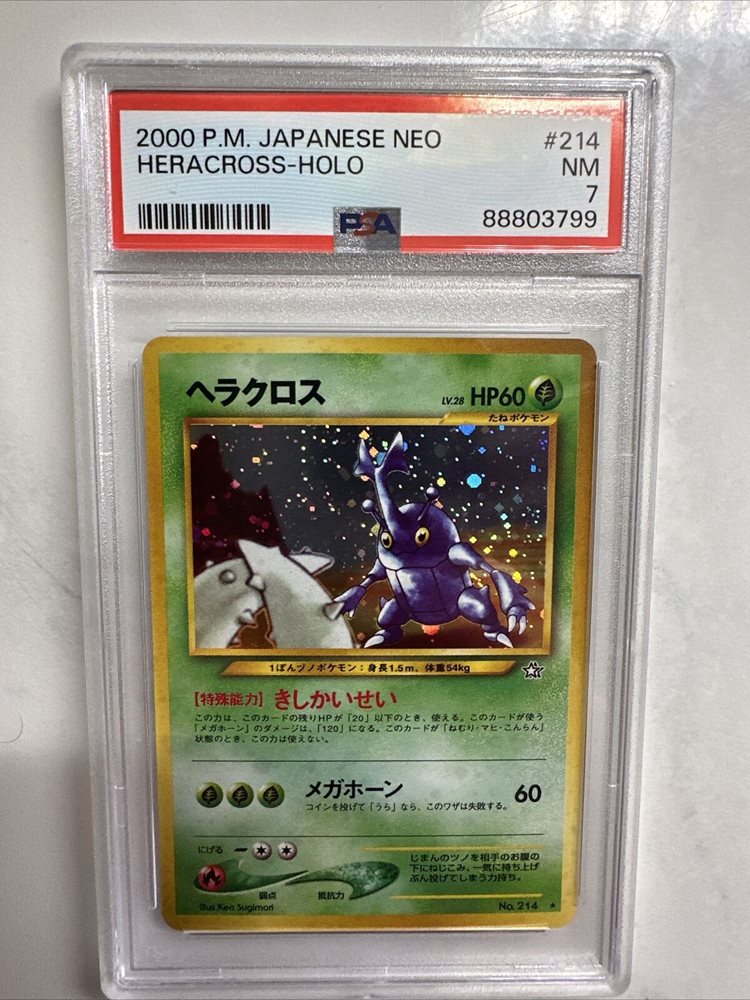 2000 P.M. JAPANESE NEO #214
HERACROSS-HOLO NM
7
PSA 88803799
ヘラクロス LV.28 HP60
たねポケモン
1ぽんヅノポケモン：身長1.5m、体重54kg
【特殊能力】きしかいせい
この力は、このカードの残りHPが「20」以下のとき、使える。このカードが使う
「メガホーン」のダメージは、「120」になる。このカードが「ねむり・マヒ・こんらん」
状態のとき、この力は使えない。
メガホーン 60
コインを投げて「うら」なら、このワザは失敗する。
にげる
じまんのツノを相手のお腹の
下にねじこみ、一気に持ち上げ
ぶん投げてしまう力持ち。
弱点 抵抗力
Illus. Ken Sugimori No. 214 ★